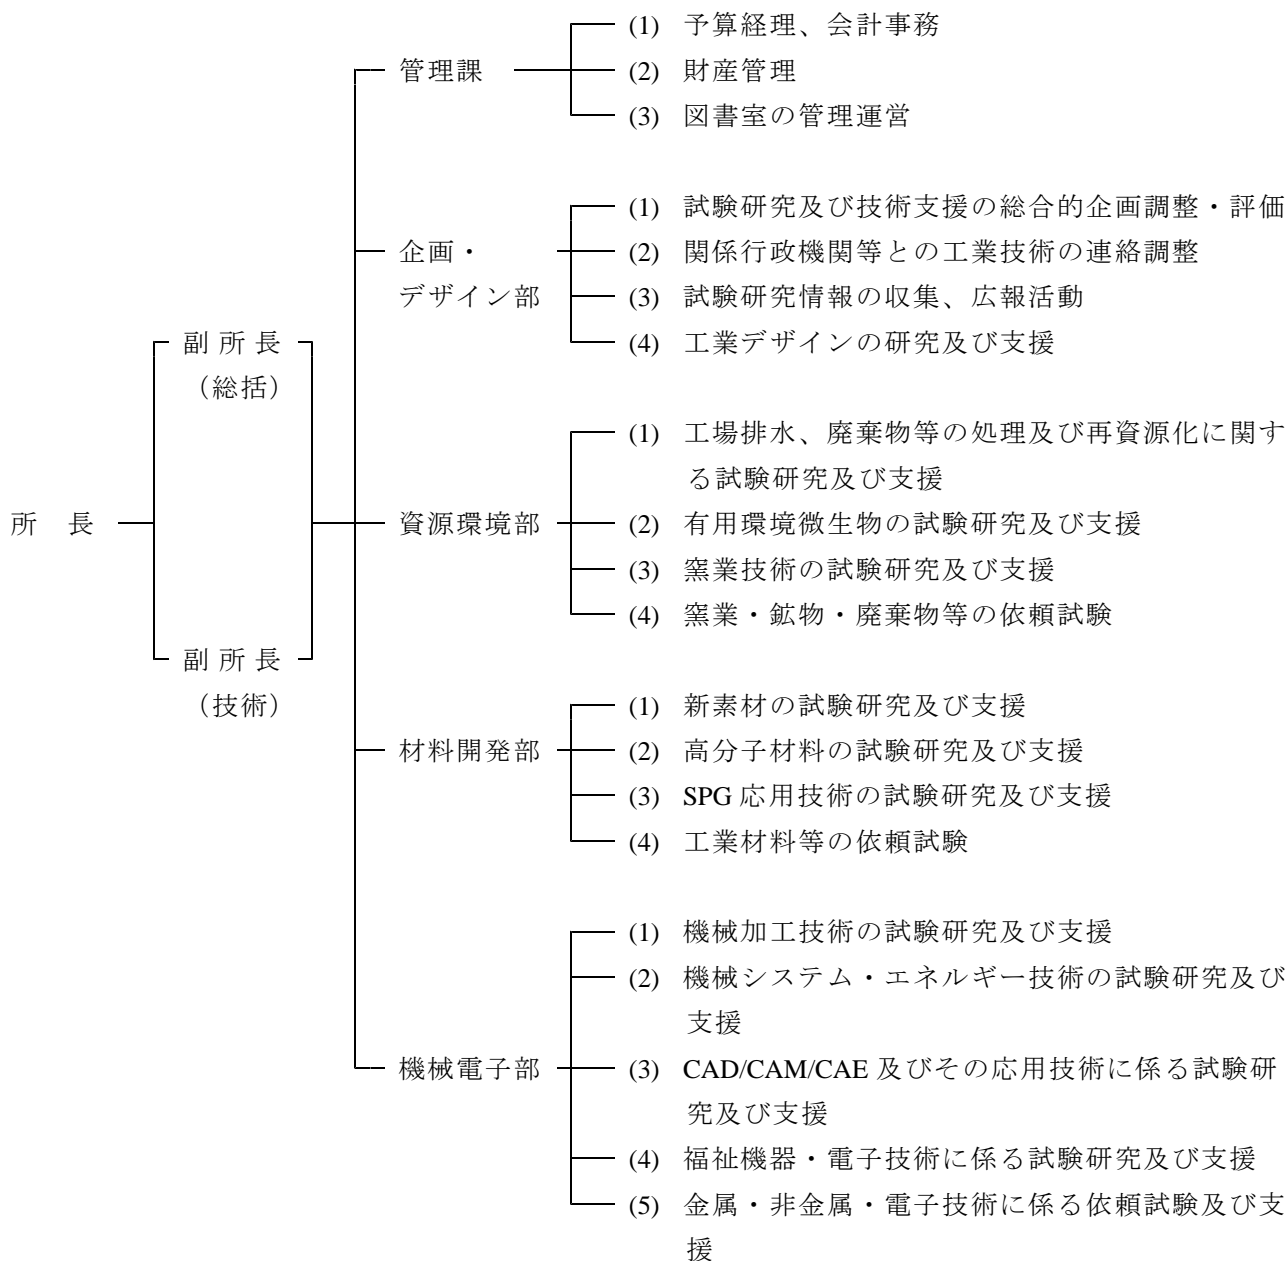 (1) 予算経理、会計事務
管理課 (2) 財産管理
(3) 図書室の管理運営
(1) 試験研究及び技術支援の総合的企画調整・評価
企画・ (2) 関係行政機関等との工業技術の連絡調整
デザイン部 (3) 試験研究情報の収集、広報活動
副所長 (4) 工業デザインの研究及び支援
（総括）
(1) 工場排水、廃棄物等の処理及び再資源化に関す
る試験研究及び支援
所　長 資源環境部 (2) 有用環境微生物の試験研究及び支援
(3) 窯業技術の試験研究及び支援
(4) 窯業・鉱物・廃棄物等の依頼試験
副所長
（技術） (1) 新素材の試験研究及び支援
材料開発部 (2) 高分子材料の試験研究及び支援
(3) SPG 応用技術の試験研究及び支援
(4) 工業材料等の依頼試験
(1) 機械加工技術の試験研究及び支援
(2) 機械システム・エネルギー技術の試験研究及び
支援
機械電子部 (3) CAD/CAM/CAE 及びその応用技術に係る試験研
究及び支援
(4) 福祉機器・電子技術に係る試験研究及び支援
(5) 金属・非金属・電子技術に係る依頼試験及び支
援